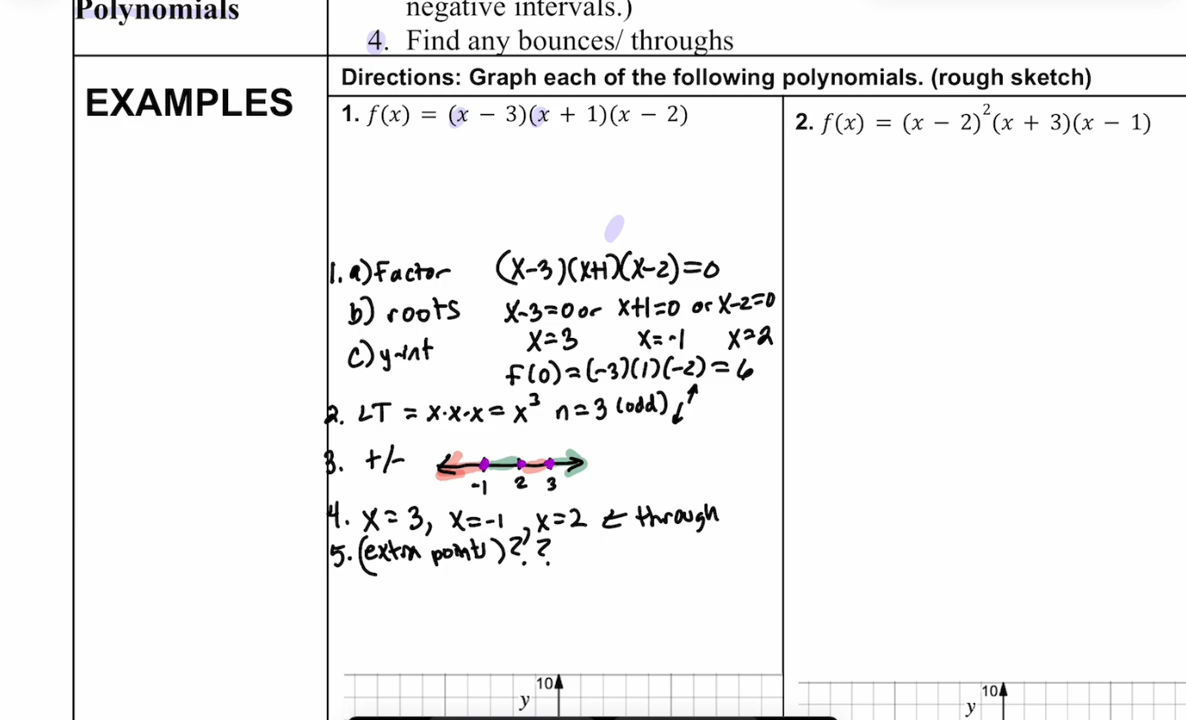 Polynomials
negative intervals.)
4. Find any bounces/ throughs
EXAMPLES
Directions: Graph each of the following polynomials. (rough sketch)
1. f(x) = (x − 3)(x + 1)(x − 2)
2. f(x) = (x − 2)²(x + 3)(x − 1)
1. a) Factor (x-3)(x+1)(x-2)=0
b) roots x-3=0 or x+1=0 or x-2=0
x=3 x=-1 x=2
c) y-int
f(0)=(-3)(1)(-2)=6
2. LT = x·x·x = x³ n=3 (odd) ↙↗
3. +/-
-1 2 3
4. x=3, x=-1, x=2 ← through
5. (extra points)??
10
y
10
y